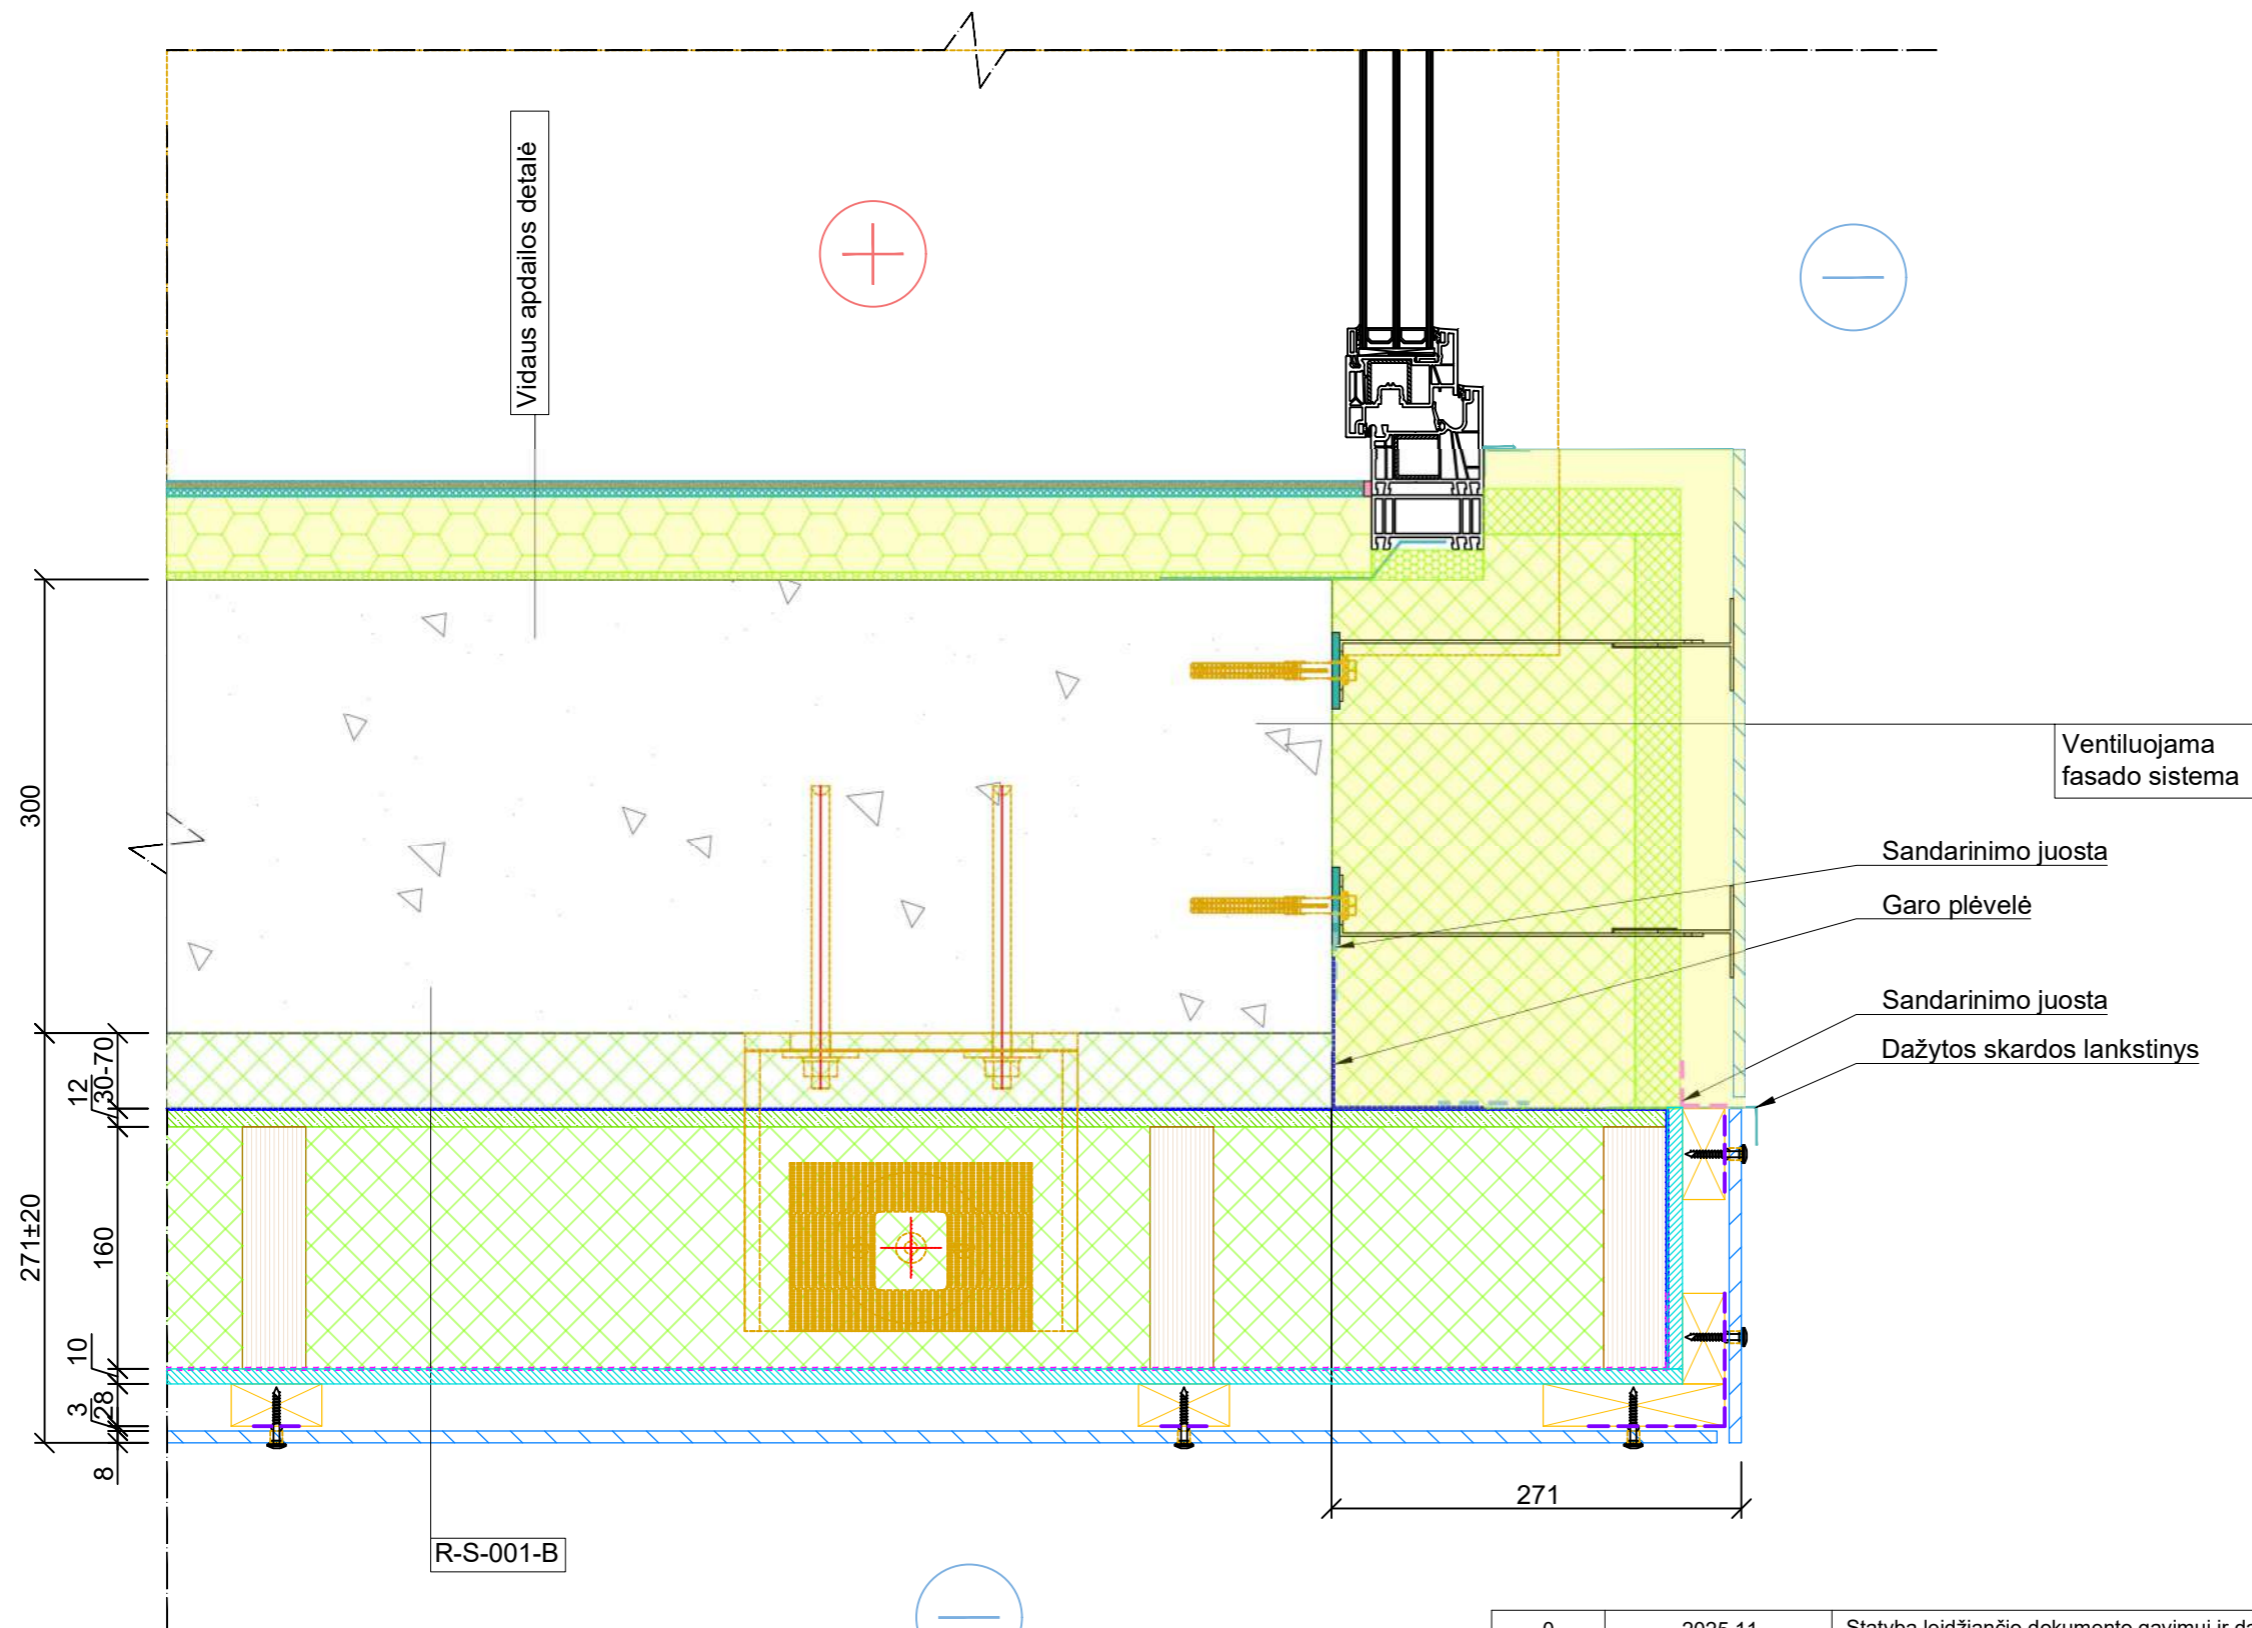 Vidaus apdailos detalė
Ventiluojama
fasado sistema
Sandarinimo juosta
Garo plėvelė
Sandarinimo juosta
Dažytos skardos lankstinys
300
271±20
30-70
12
160
10
28
3
8
271
R-S-001-B